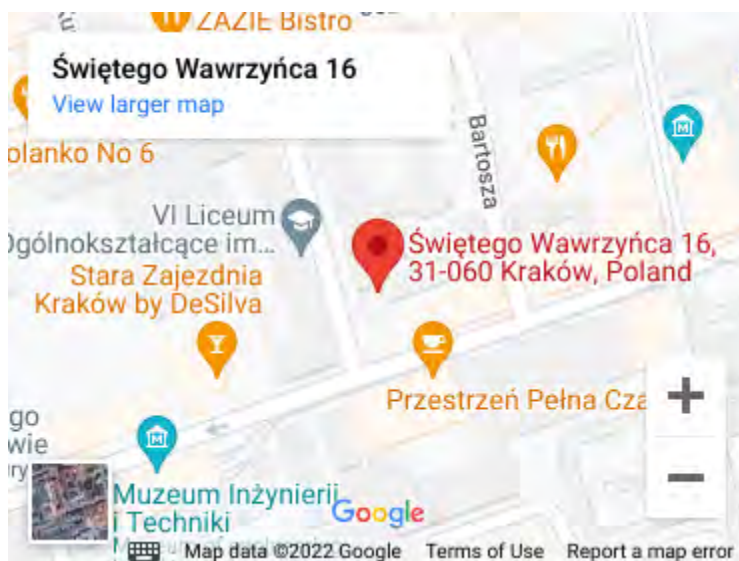 ZAZIE Bistro
Świętego Wawrzyńca 16
View larger map
olanko No 6
Bartosza
VI Liceum
Ogólnokształcące im...
Świętego Wawrzyńca 16,
31-060 Kraków, Poland
Stara Zajezdnia
Kraków by DeSilva
Przestrzeń Pełna Cza
go
wie
ry
Muzeum Inżynierii
i Techniki
Google
Map data ©2022 Google Terms of Use Report a map error